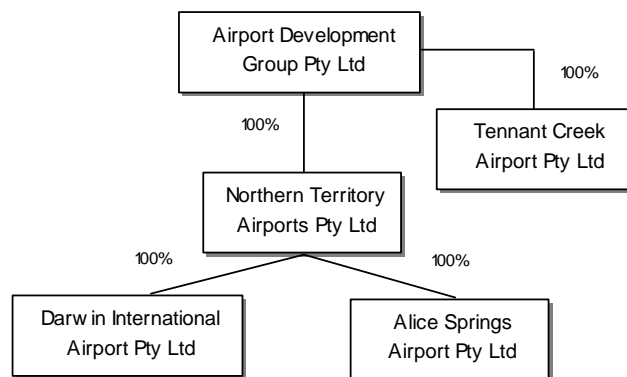 Airport Development
Group Pty Ltd
100%
100%
Tennant Creek
Airport Pty Ltd
Northern Territory
Airports Pty Ltd
100%
100%
Darwin International
Airport Pty Ltd
Alice Springs
Airport Pty Ltd